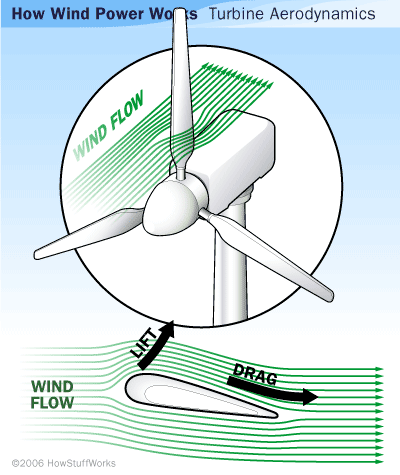 How Wind Power Works Turbine Aerodynamics
WIND FLOW
LIFT
DRAG
WIND
FLOW
©2006 HowStuffWorks